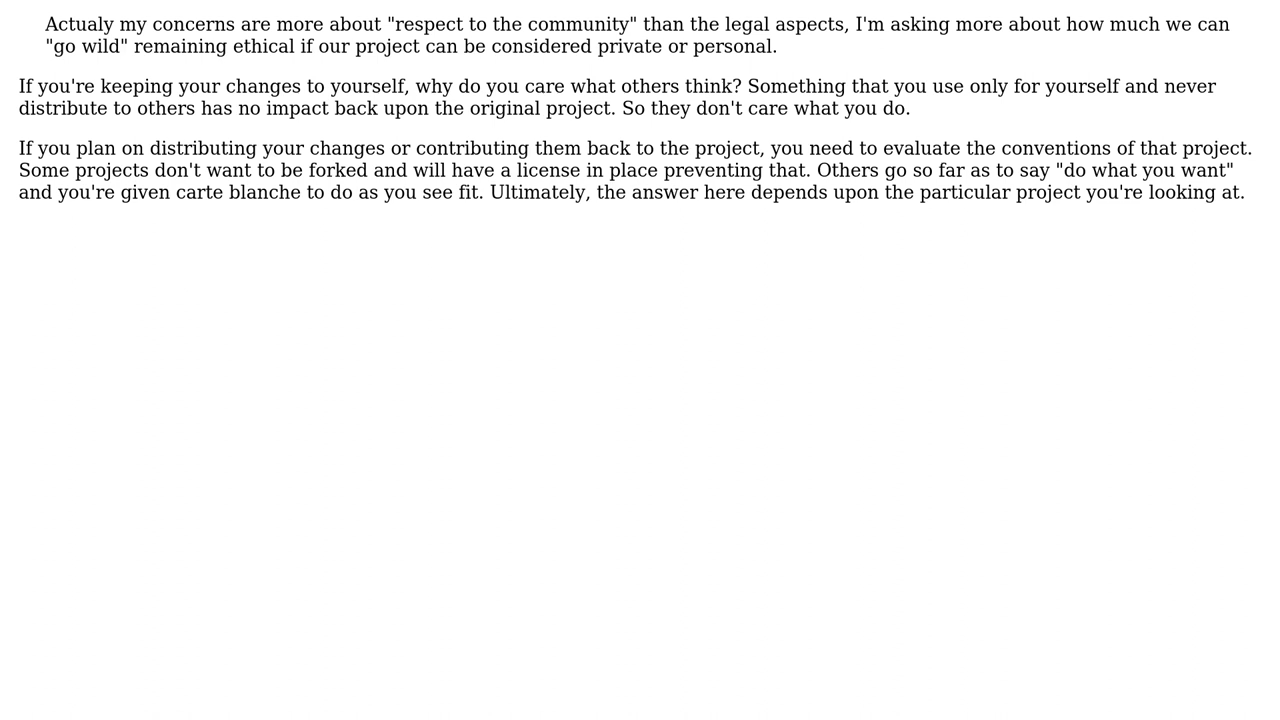 Actualy my concerns are more about "respect to the community" than the legal aspects, I'm asking more about how much we can
"go wild" remaining ethical if our project can be considered private or personal.
If you're keeping your changes to yourself, why do you care what others think? Something that you use only for yourself and never
distribute to others has no impact back upon the original project. So they don't care what you do.
If you plan on distributing your changes or contributing them back to the project, you need to evaluate the conventions of that project.
Some projects don't want to be forked and will have a license in place preventing that. Others go so far as to say "do what you want"
and you're given carte blanche to do as you see fit. Ultimately, the answer here depends upon the particular project you're looking at.